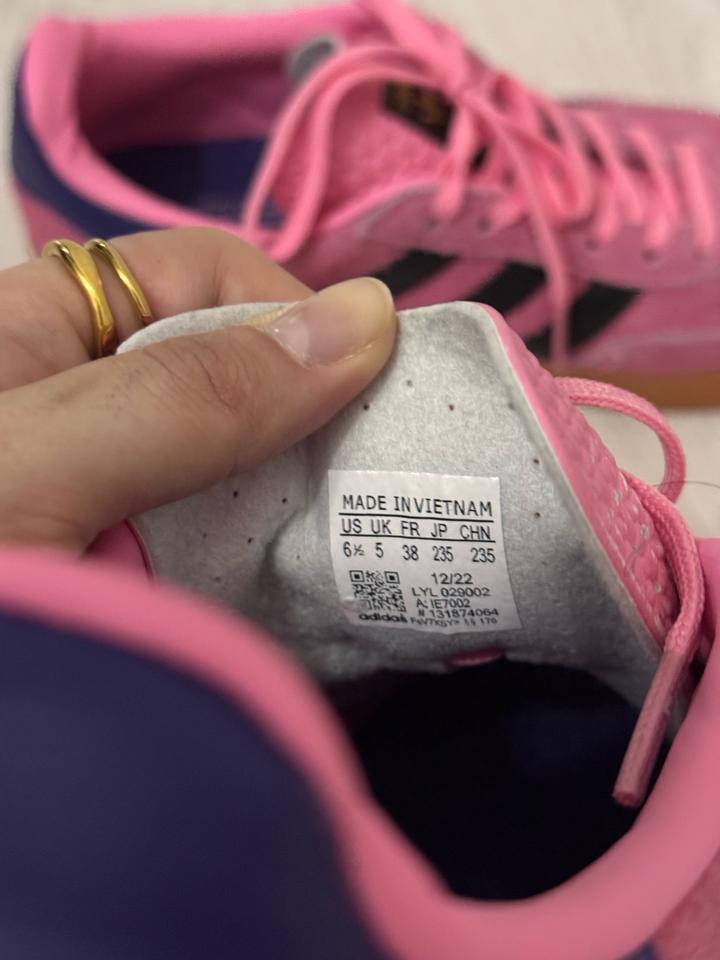 MADE IN VIETNAM
US UK FR JP CHN
6½ 5 38 235 235
12/22
LYL 029002
A: IE7002
# 131874064
adidas